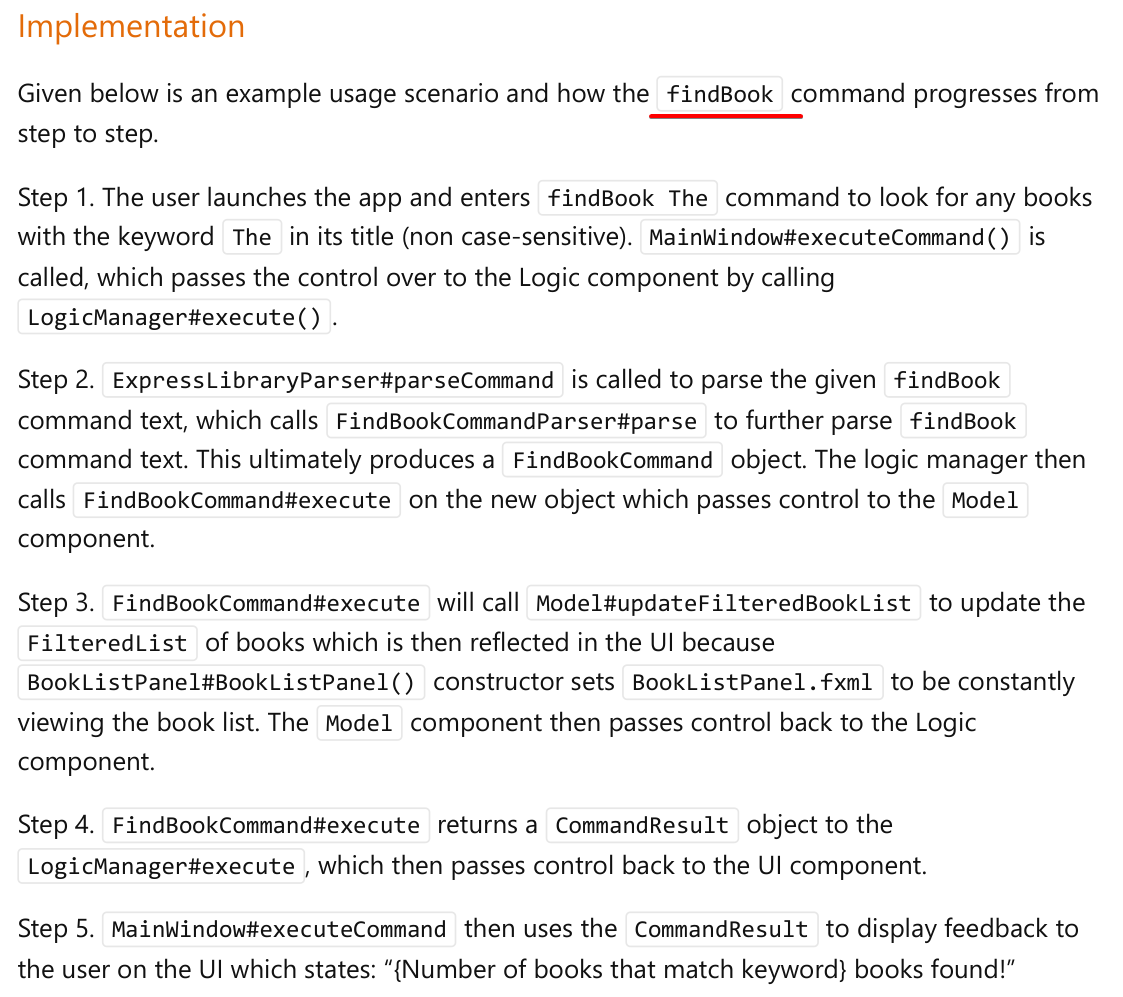 Implementation
Given below is an example usage scenario and how the findBook command progresses from
step to step.
Step 1. The user launches the app and enters findBook The command to look for any books
with the keyword The in its title (non case-sensitive). MainWindow#executeCommand() is
called, which passes the control over to the Logic component by calling
LogicManager#execute().
Step 2. ExpressLibraryParser#parseCommand is called to parse the given findBook
command text, which calls FindBookCommandParser#parse to further parse findBook
command text. This ultimately produces a FindBookCommand object. The logic manager then
calls FindBookCommand#execute on the new object which passes control to the Model
component.
Step 3. FindBookCommand#execute will call Model#updateFilteredBookList to update the
FilteredList of books which is then reflected in the UI because
BookListPanel#BookListPanel() constructor sets BookListPanel.fxml to be constantly
viewing the book list. The Model component then passes control back to the Logic
component.
Step 4. FindBookCommand#execute returns a CommandResult object to the
LogicManager#execute, which then passes control back to the UI component.
Step 5. MainWindow#executeCommand then uses the CommandResult to display feedback to
the user on the UI which states: “{Number of books that match keyword} books found!”